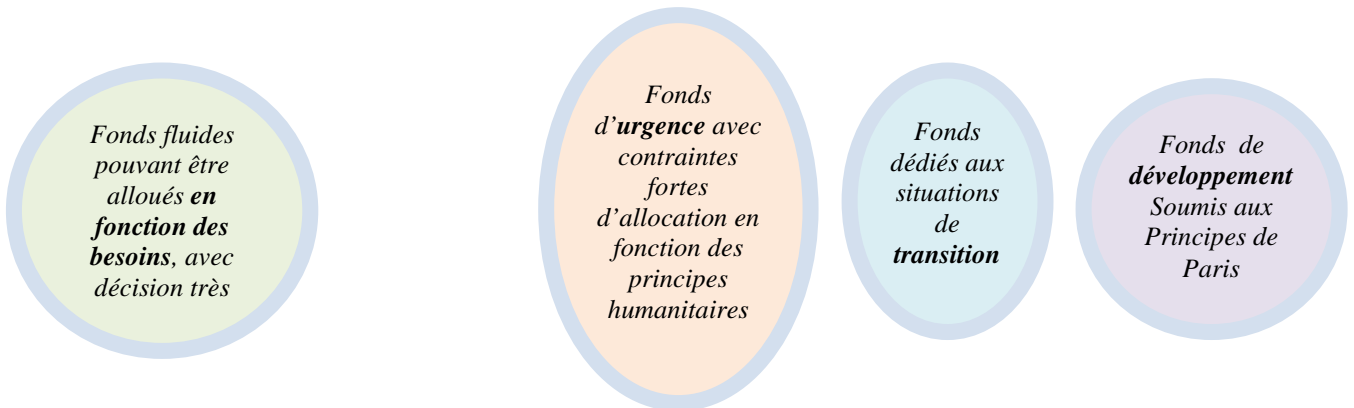 Fonds fluides
pouvant être
alloués en
fonction des
besoins, avec
décision très
Fonds
d’urgence avec
contraintes
fortes
d’allocation en
fonction des
principes
humanitaires
Fonds
dédiés aux
situations
de
transition
Fonds de
développement
Soumis aux
Principes de
Paris